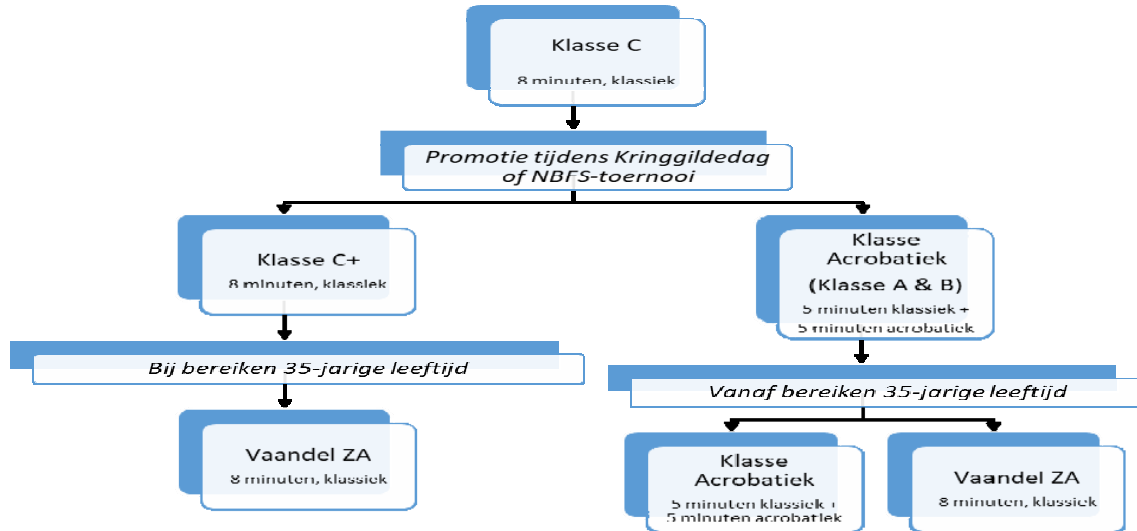 Klasse C
8 minuten, klassiek
Promotie tijdens Kringgildedag
of NBFS-toernooi
Klasse C+
8 minuten, klassiek
Klasse
Acrobatiek
(Klasse A & B)
5 minuten klassiek +
5 minuten acrobatiek
Bij bereiken 35-jarige leeftijd
Vanaf bereiken 35-jarige leeftijd
Vaandel ZA
8 minuten, klassiek
Klasse
Acrobatiek
5 minuten klassiek +
5 minuten acrobatiek
Vaandel ZA
8 minuten, klassiek